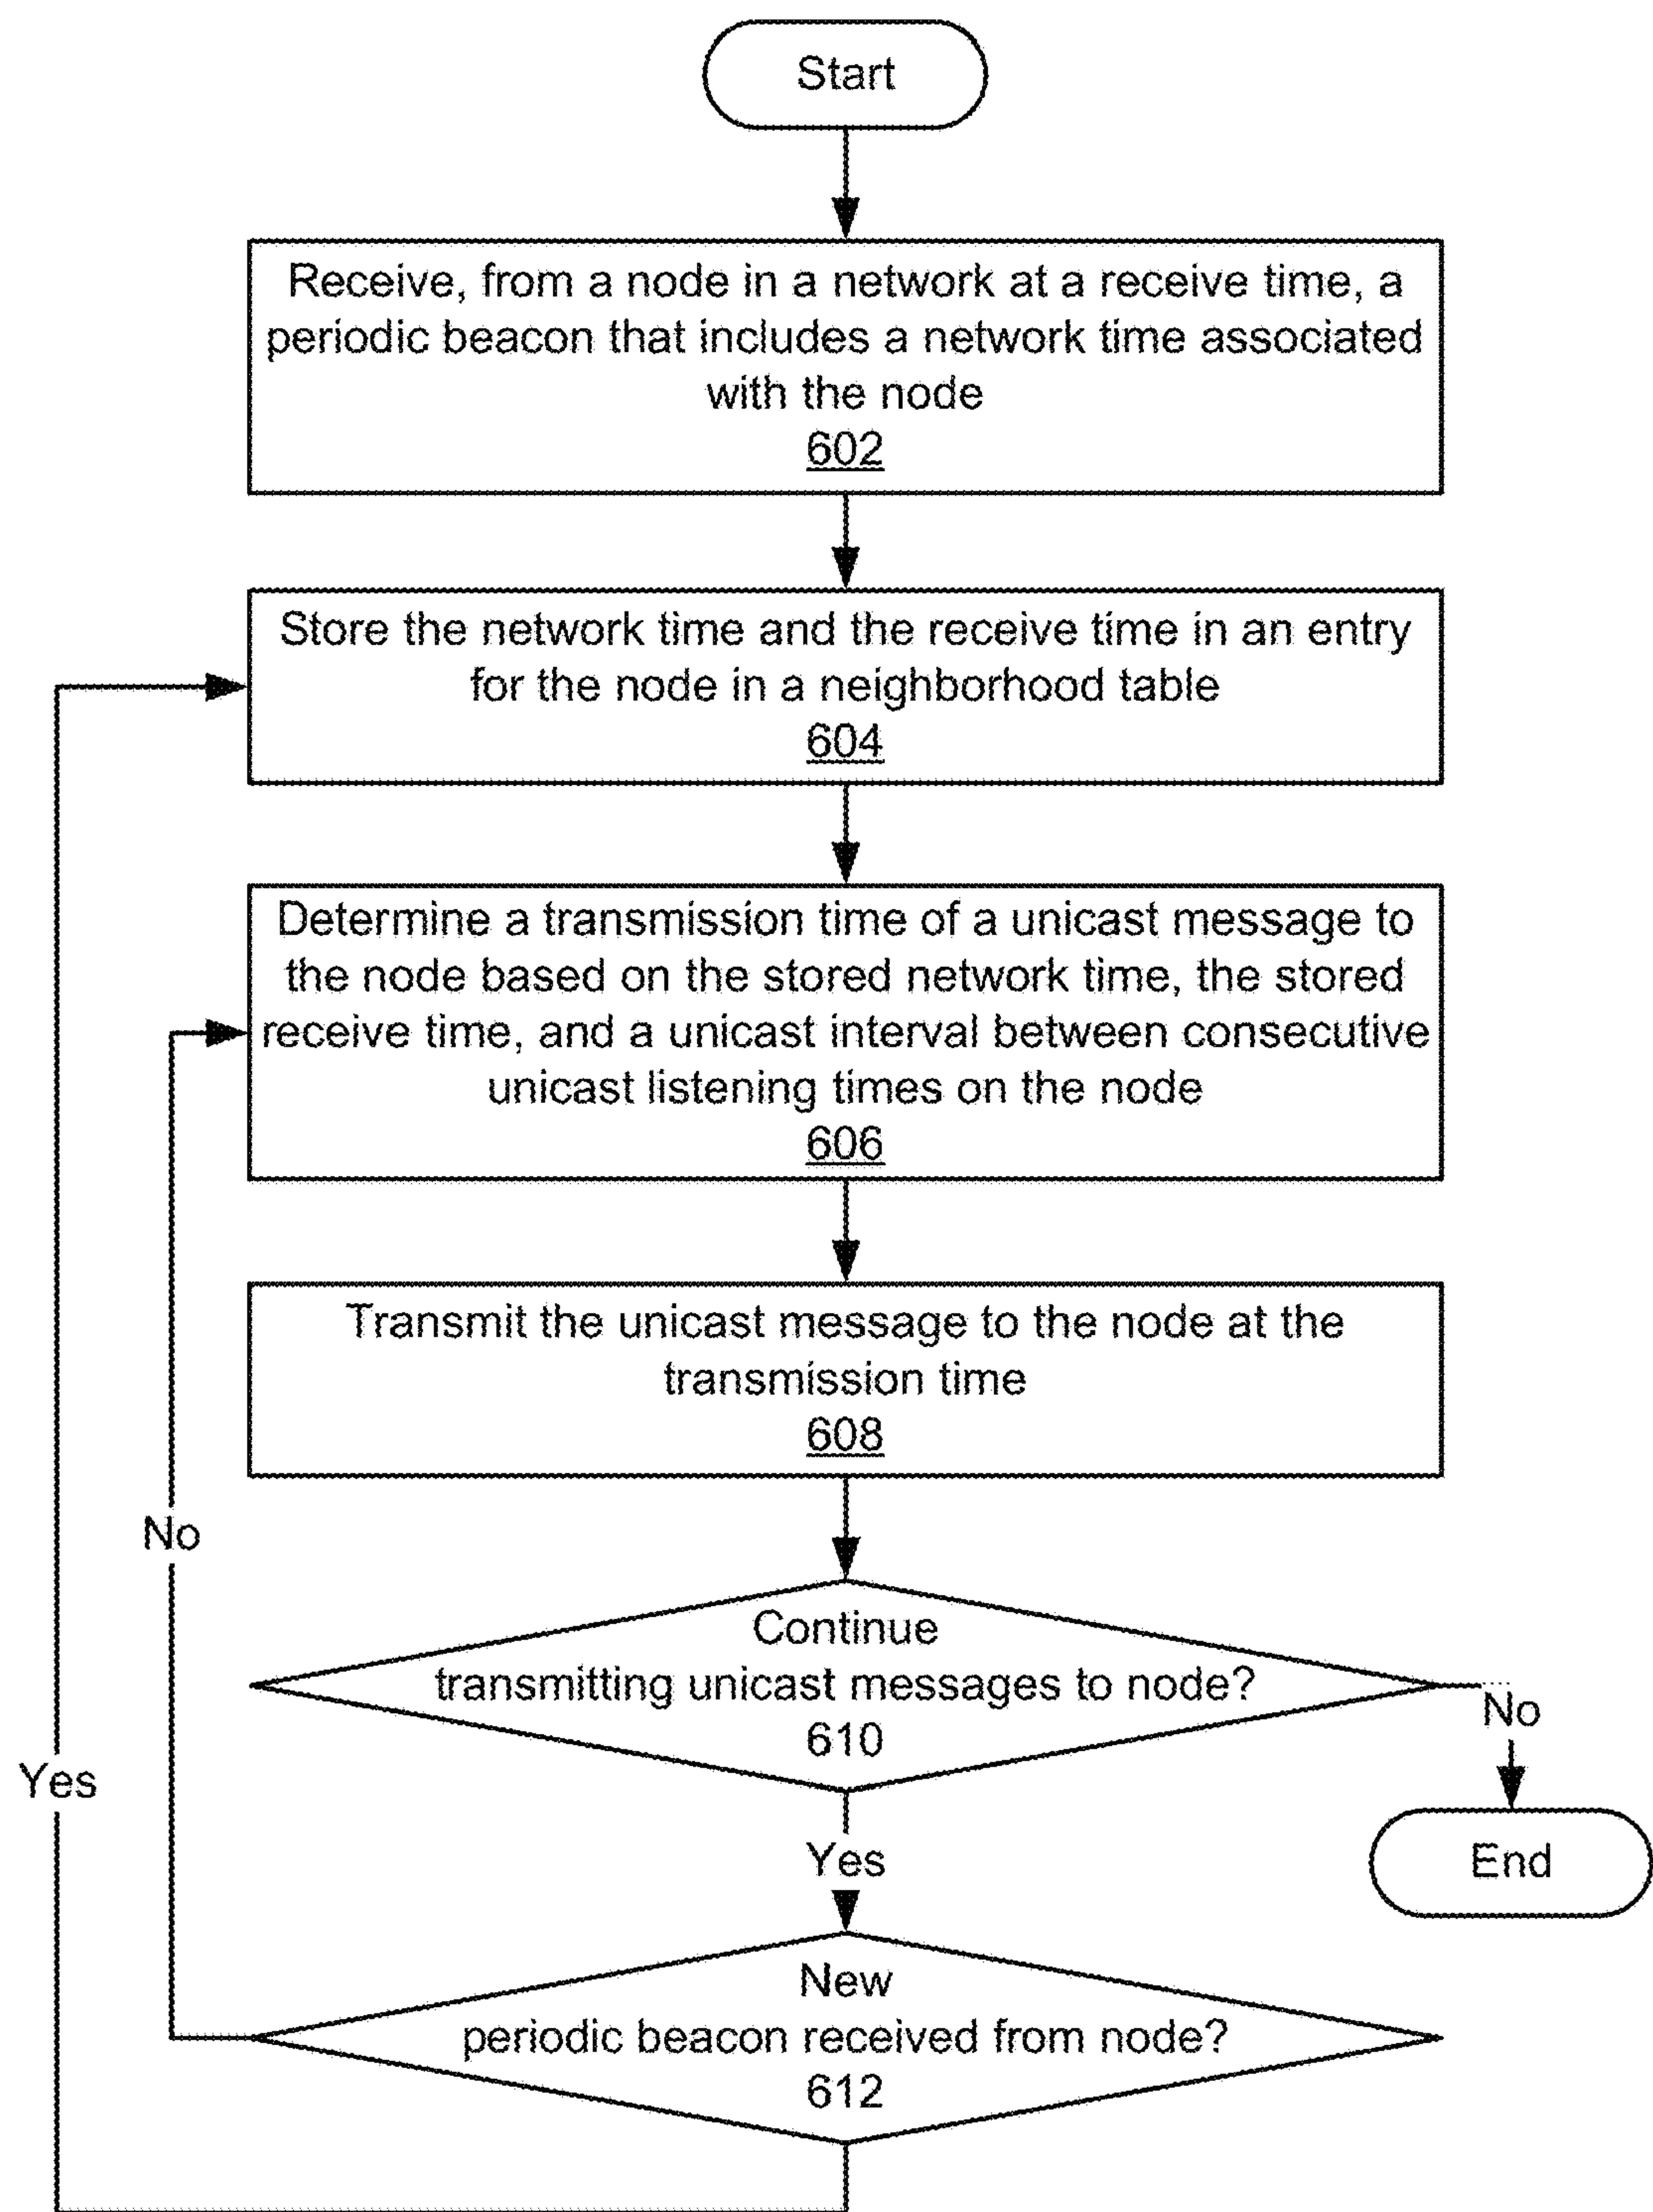 Start
Receive, from a node in a network at a receive time, a
periodic beacon that includes a network time associated
with the node
602
Store the network time and the receive time in an entry
for the node in a neighborhood table
604
Determine a transmission time of a unicast message to
the node based on the stored network time, the stored
receive time, and a unicast interval between consecutive
unicast listening times on the node
606
Transmit the unicast message to the node at the
transmission time
608
No
Continue
transmitting unicast messages to node?
610
No
Yes
Yes
End
New
periodic beacon received from node?
612